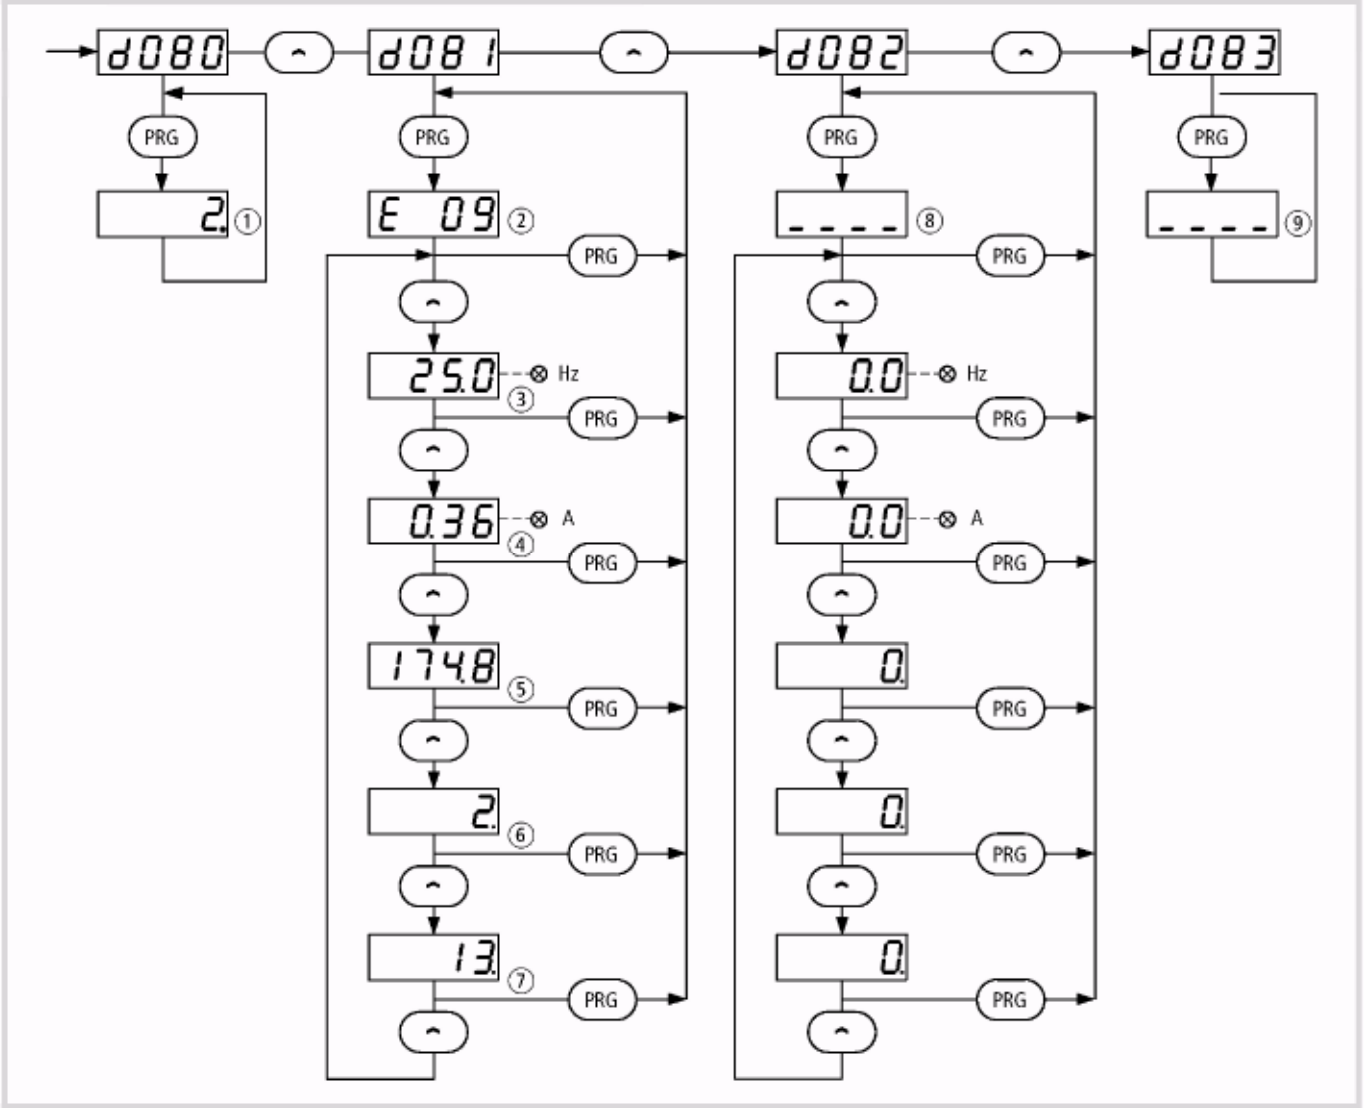 d080 d081 d082 d083
PRG PRG PRG PRG
2. ① E 09 ② _ _ _ _ ⑧ _ _ _ _ ⑨
PRG PRG
25.0 Hz 0.0 Hz
③ PRG PRG
0.36 A 0.0 A
④ PRG PRG
174.8 0.
⑤ PRG PRG
2. 0.
⑥ PRG PRG
13. 0.
⑦ PRG PRG